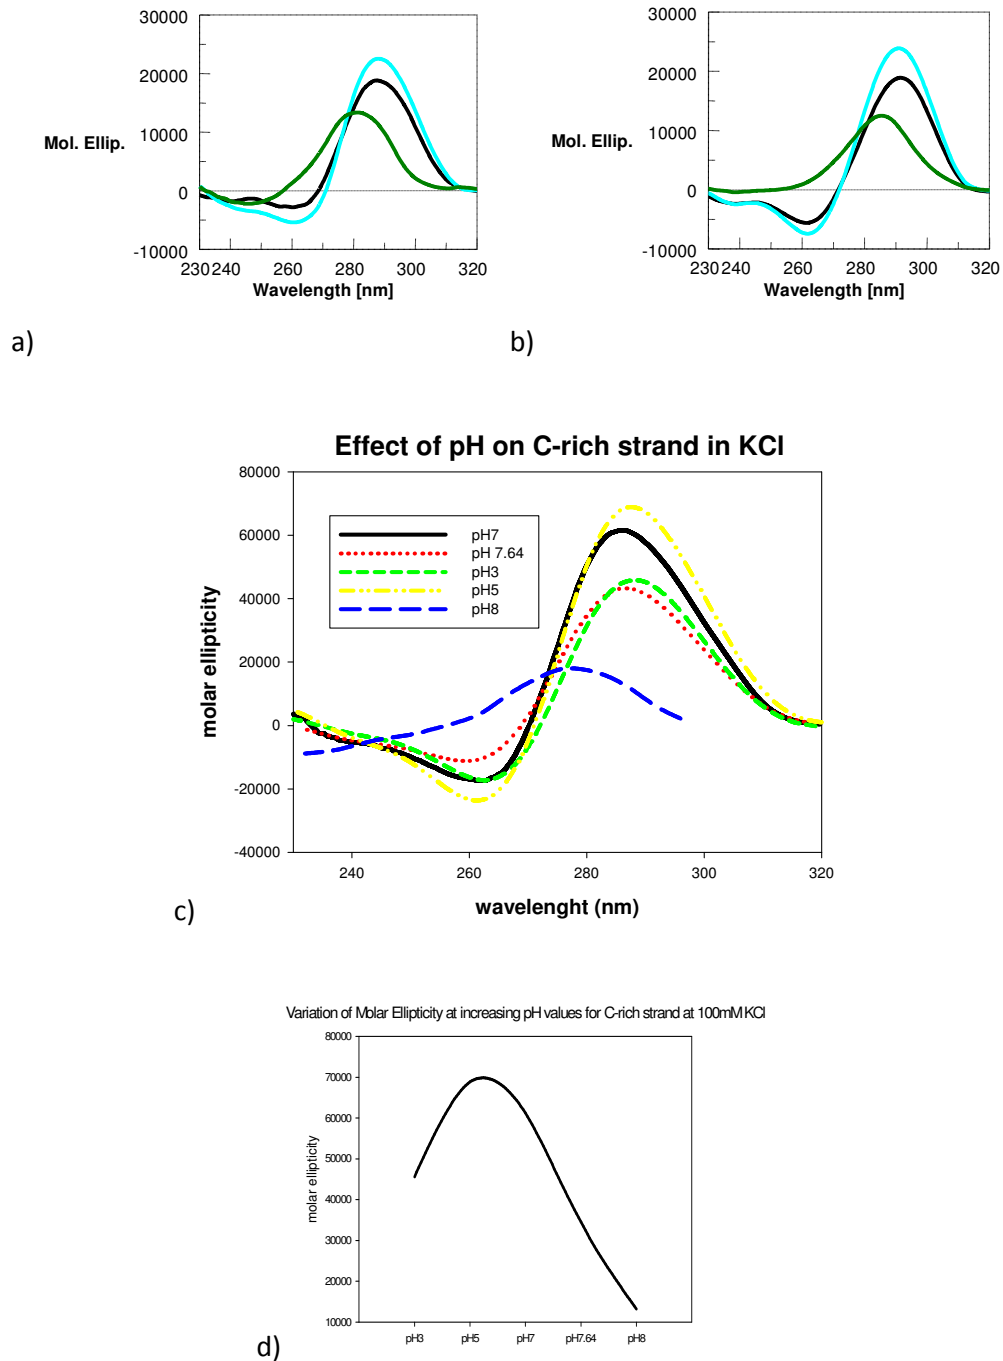 30000
20000
Mol. Ellip.
10000
0
-10000
230 240 260 280 300 320
Wavelength [nm]
a)
30000
20000
Mol. Ellip.
10000
0
-10000
230 240 260 280 300 320
Wavelength [nm]
b)
Effect of pH on C-rich strand in KCl
80000
60000
40000
20000
0
-20000
-40000
molar ellipticity
pH7
pH 7.64
pH3
pH5
pH8
240 260 280 300 320
wavelenght (nm)
c)
Variation of Molar Ellipticity at increasing pH values for C-rich strand at 100mM KCl
80000
70000
60000
50000
40000
30000
20000
10000
molar ellipticity
pH3 pH5 pH7 pH7.64 pH8
d)